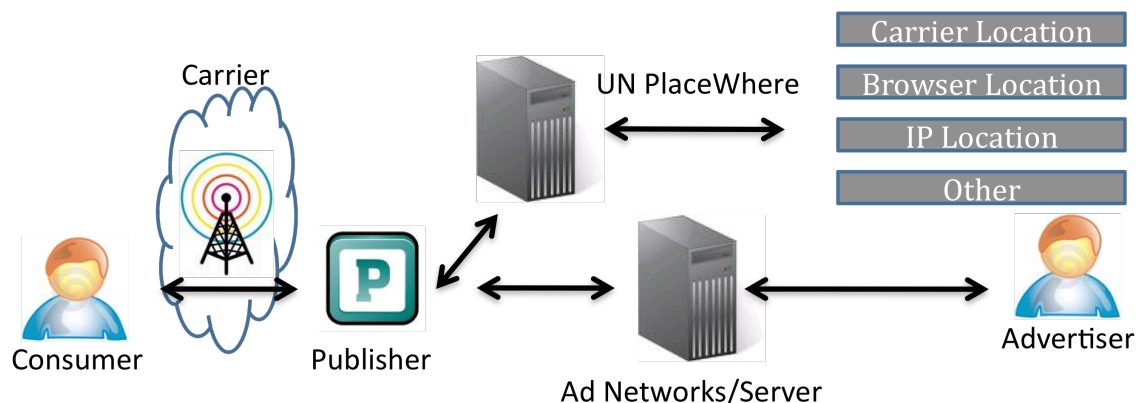 Carrier Location
Carrier
UN PlaceWhere
Browser Location
IP Location
Other
P
Consumer
Publisher
Advertiser
Ad Networks/Server